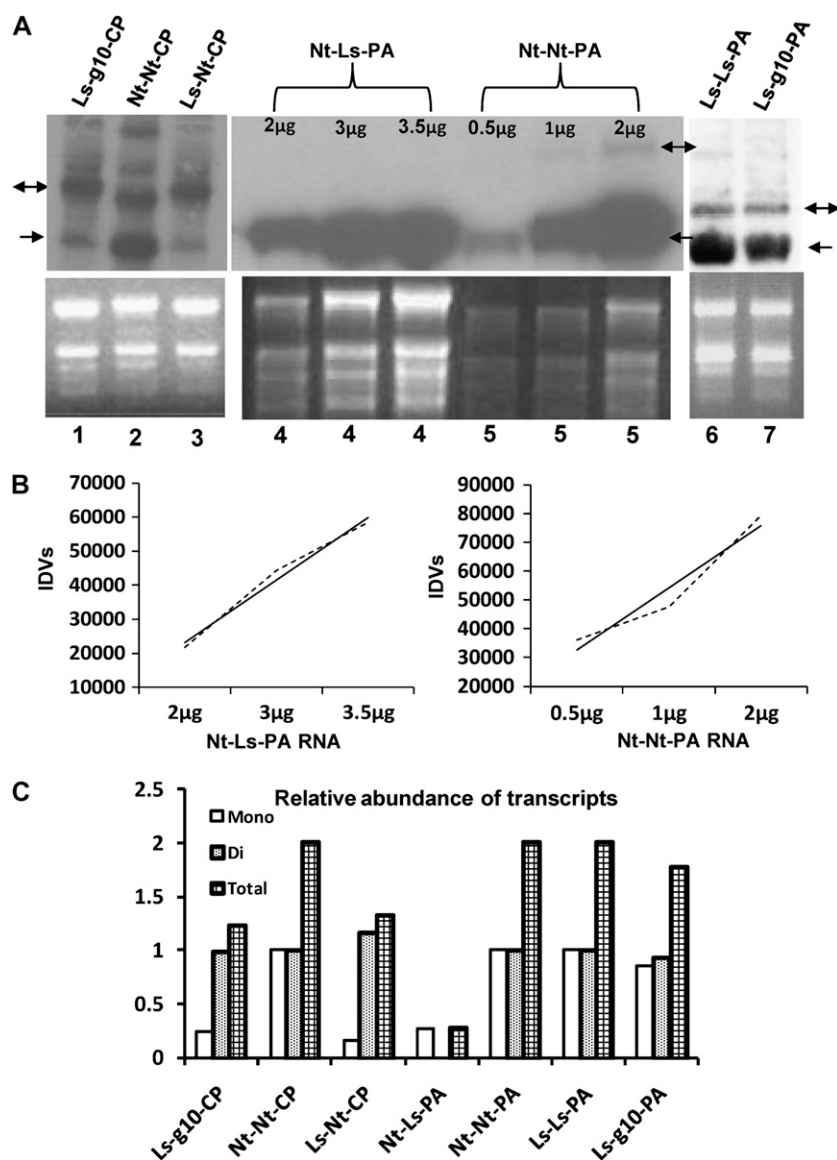 A
Ls-g10-CP
Nt-Nt-CP
Ls-Nt-CP
Nt-Ls-PA
Nt-Nt-PA
Ls-Ls-PA
Ls-g10-PA
2µg 3µg 3.5µg 0.5µg 1µg 2µg
1 2 3 4 4 4 5 5 5 6 7
B
70000
60000
50000
40000
30000
20000
10000
IDVs
2µg 3µg 3.5µg
Nt-Ls-PA RNA
90000
80000
70000
60000
50000
40000
30000
20000
IDVs
0.5µg 1µg 2µg
Nt-Nt-PA RNA
C
Relative abundance of transcripts
Mono
Di
Total
2.5
2
1.5
1
0.5
0
Ls-g10-CP
Nt-Nt-CP
Ls-Nt-CP
Nt-Ls-PA
Nt-Nt-PA
Ls-Ls-PA
Ls-g10-PA